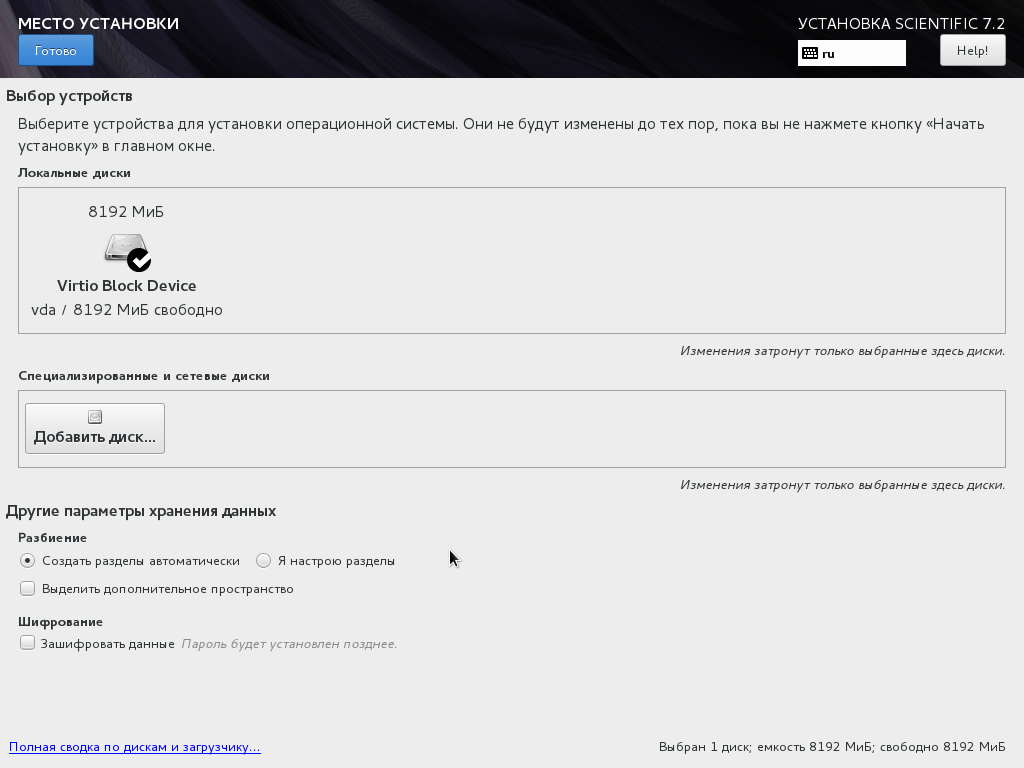 МЕСТО УСТАНОВКИ
УСТАНОВКА SCIENTIFIC 7.2
Готово
ru
Help!
Выбор устройств
Выберите устройства для установки операционной системы. Они не будут изменены до тех пор, пока вы не нажмете кнопку «Начать
установку» в главном окне.
Локальные диски
8192 МиБ
Virtio Block Device
vda / 8192 МиБ свободно
Изменения затронут только выбранные здесь диски.
Специализированные и сетевые диски
Добавить диск...
Изменения затронут только выбранные здесь диски.
Другие параметры хранения данных
Разбиение
Создать разделы автоматически Я настрою разделы
Выделить дополнительное пространство
Шифрование
Зашифровать данные Пароль будет установлен позднее.
Полная сводка по дискам и загрузчику... Выбран 1 диск; емкость 8192 МиБ; свободно 8192 МиБ